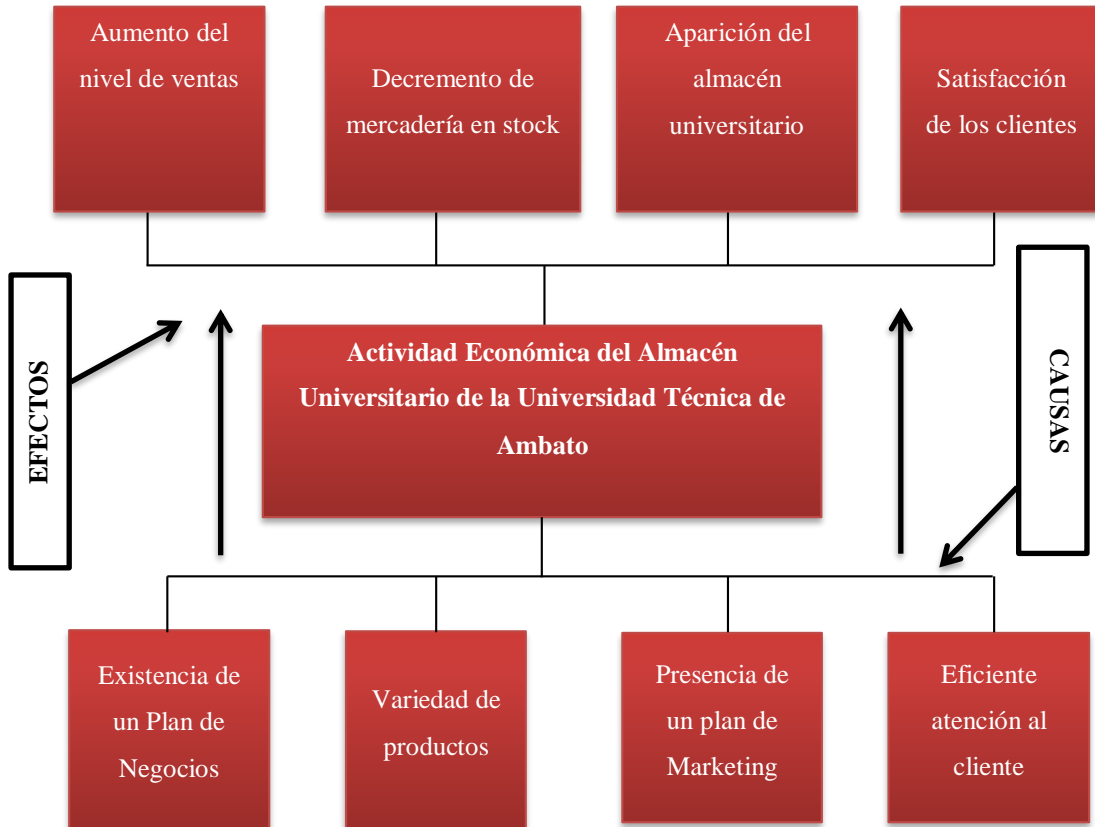 Aumento del
nivel de ventas
Decremento de
mercadería en stock
Aparición del
almacén
universitario
Satisfacción
de los clientes
EFECTOS
Actividad Económica del Almacén
Universitario de la Universidad Técnica de
Ambato
CAUSAS
Existencia de
un Plan de
Negocios
Variedad de
productos
Presencia de
un plan de
Marketing
Eficiente
atención al
cliente